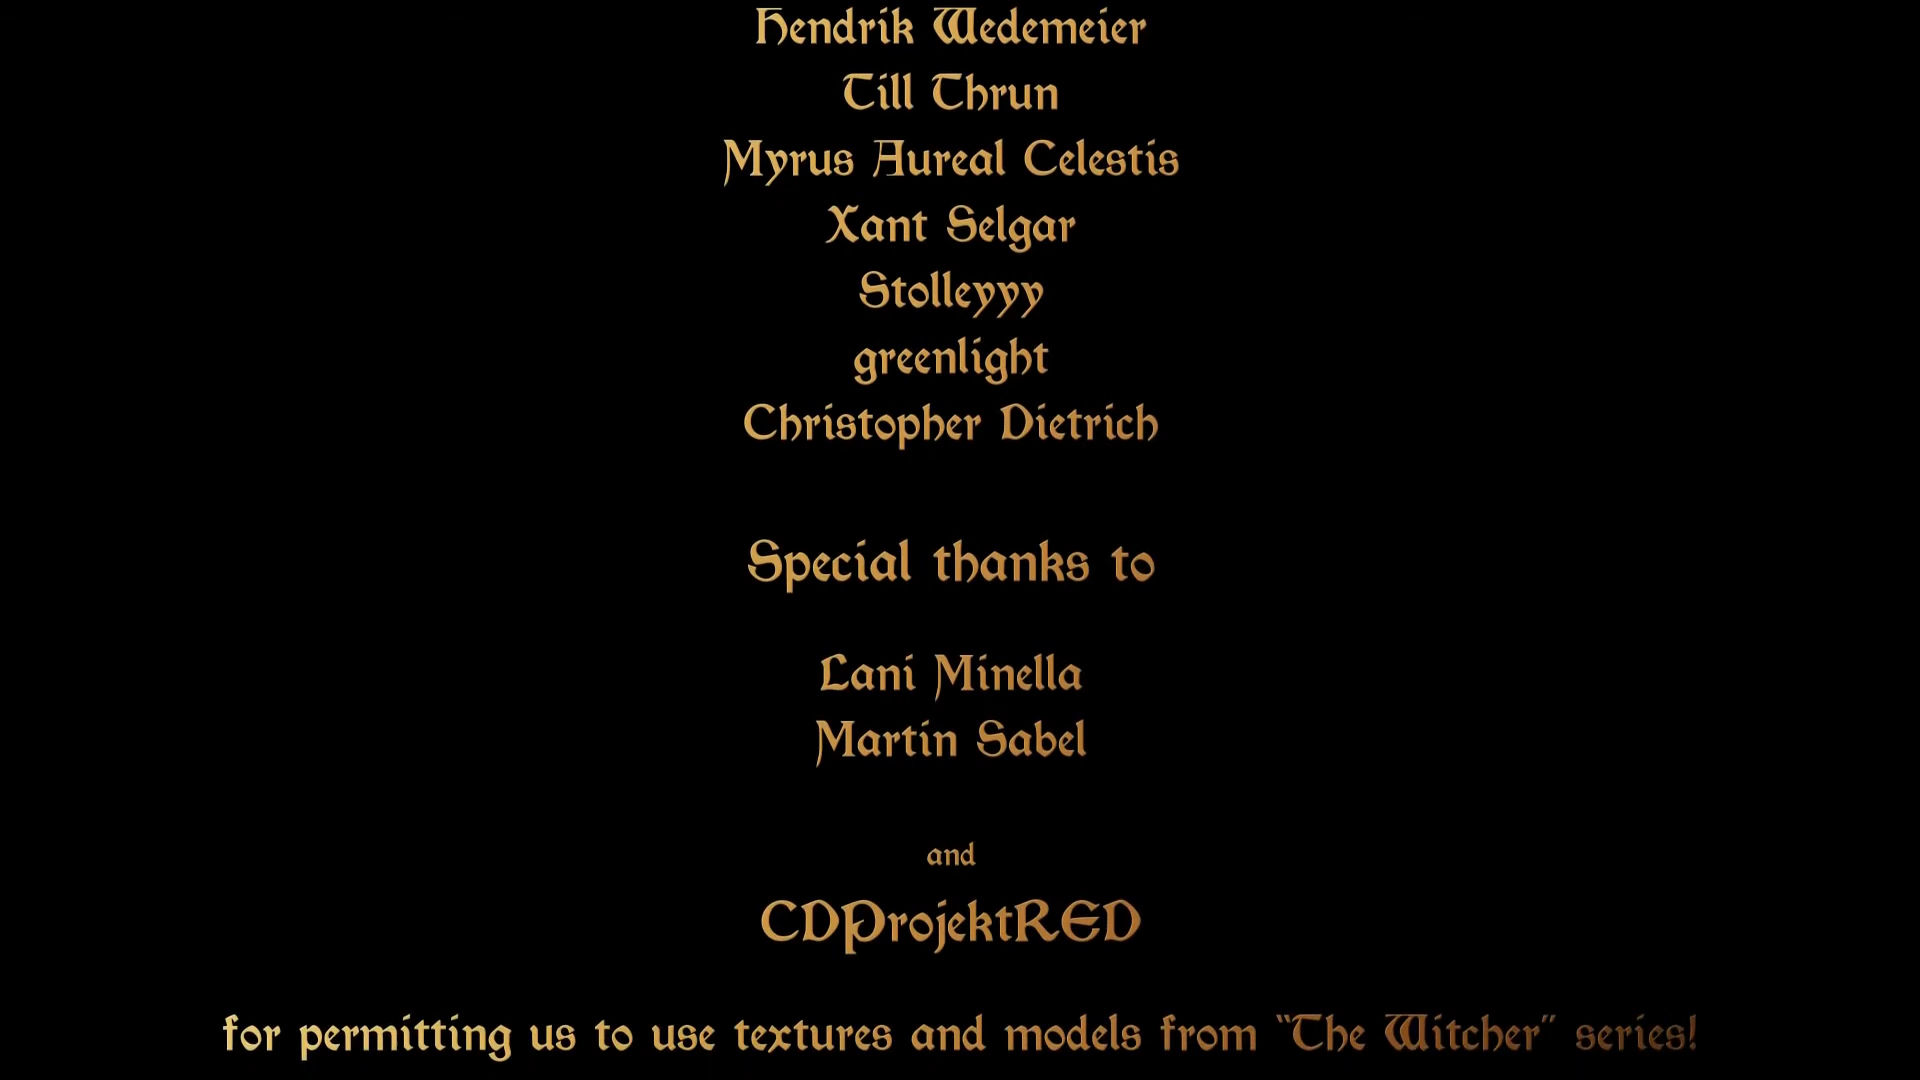 Hendrik Wedemeier
Till Thrun
Myrus Aureal Celestis
Xant Selgar
Stolleyyy
greenlight
Christopher Dietrich
Special thanks to
Lani Minella
Martin Sabel
and
CDProjektRED
for permitting us to use textures and models from "The Witcher" series!